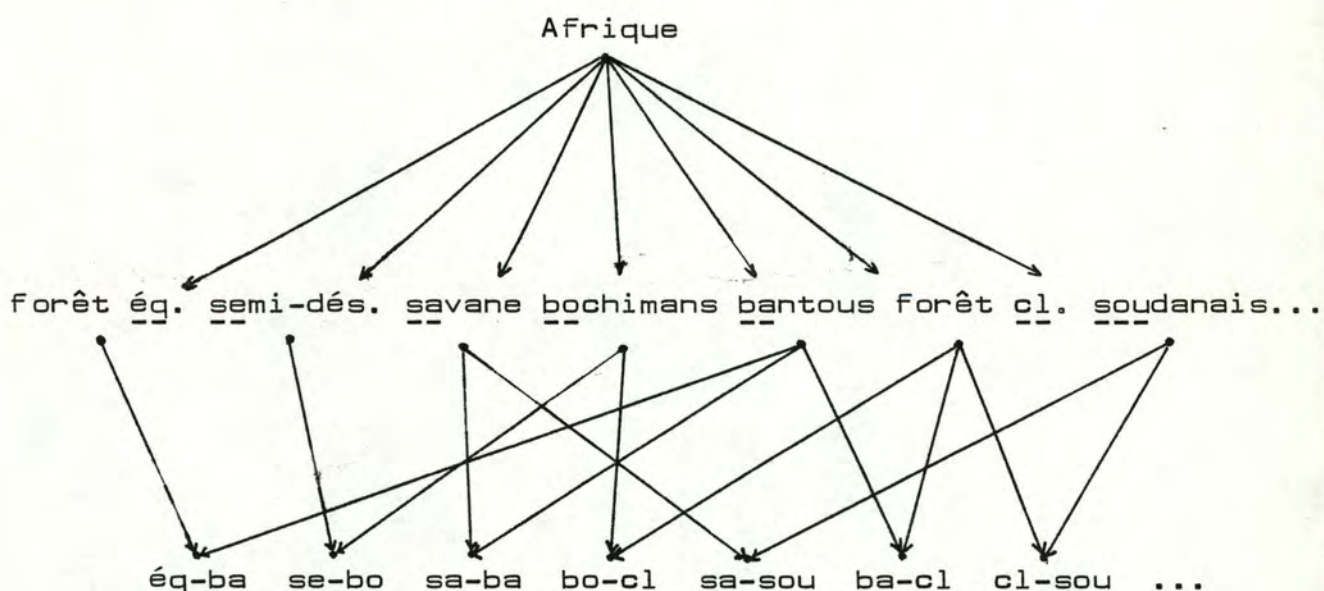 Afrique
forêt éq. semi-dés. savane bochimans bantous forêt cl. soudanais...
éq-ba se-bo sa-ba bo-cl sa-sou ba-cl cl-sou ...